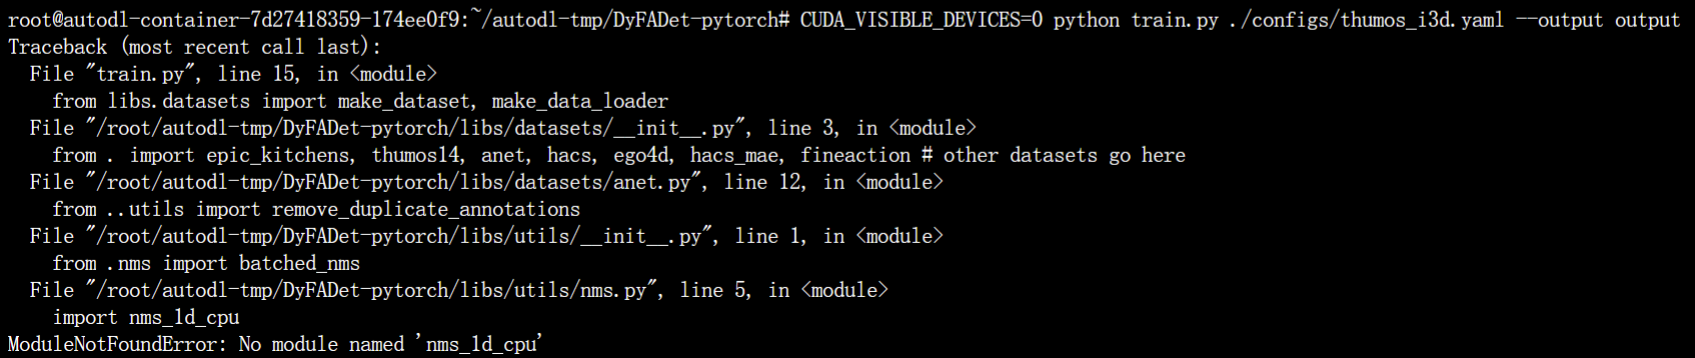 root@autodl-container-7d27418359-174ee0f9:~/autodl-tmp/DyFADet-pytorch# CUDA_VISIBLE_DEVICES=0 python train.py ./configs/thumos_i3d.yaml --output output
Traceback (most recent call last):
  File "train.py", line 15, in <module>
    from libs.datasets import make_dataset, make_data_loader
  File "/root/autodl-tmp/DyFADet-pytorch/libs/datasets/__init__.py", line 3, in <module>
    from . import epic_kitchens, thumos14, anet, hacs, ego4d, hacs_mae, fineaction # other datasets go here
  File "/root/autodl-tmp/DyFADet-pytorch/libs/datasets/anet.py", line 12, in <module>
    from ..utils import remove_duplicate_annotations
  File "/root/autodl-tmp/DyFADet-pytorch/libs/utils/__init__.py", line 1, in <module>
    from .nms import batched_nms
  File "/root/autodl-tmp/DyFADet-pytorch/libs/utils/nms.py", line 5, in <module>
    import nms_1d_cpu
ModuleNotFoundError: No module named 'nms_1d_cpu'